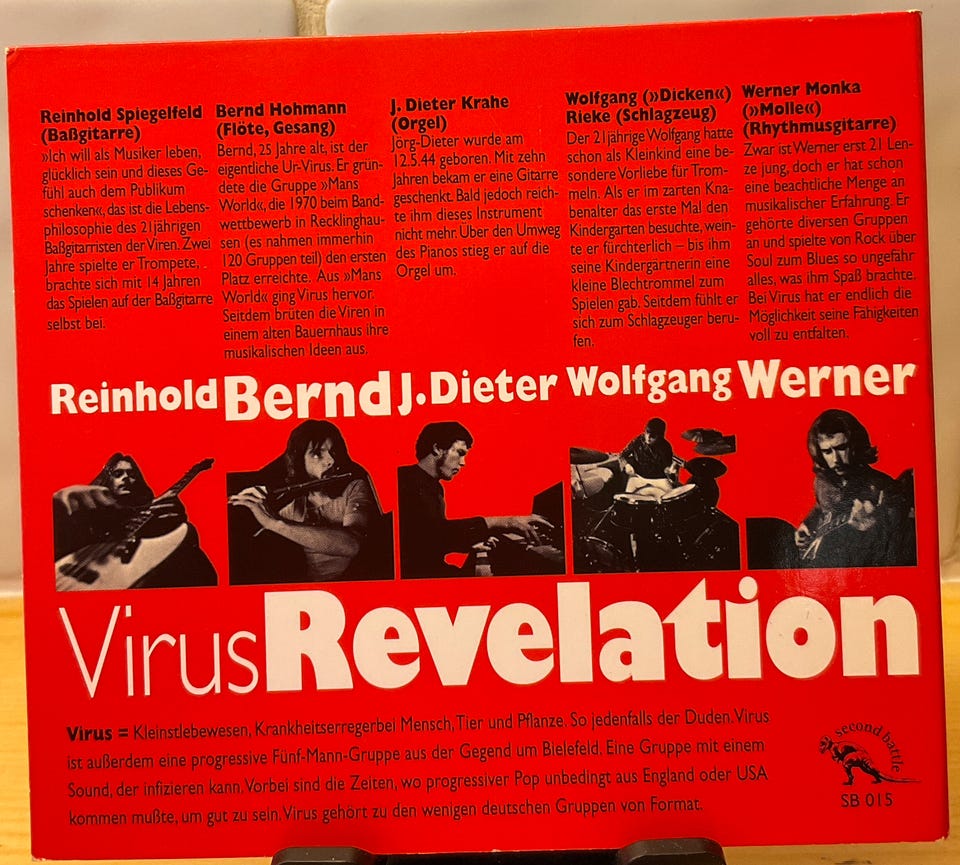 Reinhold Spiegelfeld
(Baßgitarre)
»Ich will als Musiker leben,
glücklich sein und dieses Ge-
fühl auch dem Publikum
schenken«, das ist die Lebens-
philosophie des 21jährigen
Baßgitarristen der Viren. Zwei
Jahre spielte er Trompete,
brachte sich mit 14 Jahren
das Spielen auf der Baßgitarre
selbst bei.
Bernd Hohmann
(Flöte, Gesang)
Bernd, 25 Jahre alt, ist der
eigentliche Ur-Virus. Er grün-
dete die Gruppe »Mans
World«, die 1970 beim Band-
wettbewerb in Recklinghau-
sen (es nahmen immerhin
120 Gruppen teil) den ersten
Platz erreichte. Aus »Mans
World« ging Virus hervor.
Seitdem brüten die Viren in
einem alten Bauernhaus ihre
musikalischen Ideen aus.
J. Dieter Krahe
(Orgel)
Jörg-Dieter wurde am
12.5.44 geboren. Mit zehn
Jahren bekam er eine Gitarre
geschenkt. Bald jedoch reich-
te ihm dieses Instrument
nicht mehr. Über den Umweg
des Pianos stieg er auf die
Orgel um.
Wolfgang (»Dicken«)
Rieke (Schlagzeug)
Der 21jährige Wolfgang hatte
schon als Kleinkind eine be-
sondere Vorliebe für Trom-
meln. Als er im zarten Kna-
benalter das erste Mal den
Kindergarten besuchte, wein-
te er fürchterlich – bis ihm
seine Kindergärtnerin eine
kleine Blechtrommel zum
Spielen gab. Seitdem fühlt er
sich zum Schlagzeuger beru-
fen.
Werner Monka
(»Molle«)
(Rhythmusgitarre)
Zwar ist Werner erst 21 Len-
ze jung, doch er hat schon
eine beachtliche Menge an
musikalischer Erfahrung. Er
gehörte diversen Gruppen
an und spielte von Rock über
Soul zum Blues so ungefähr
alles, was ihm Spaß brachte.
Bei Virus hat er endlich die
Möglichkeit seine Fähigkeiten
voll zu entfalten.
Reinhold Bernd J. Dieter Wolfgang Werner
Virus Revelation
Virus = Kleinstlebewesen, Krankheitserregerbei Mensch, Tier und Pflanze. So jedenfalls der Duden. Virus
ist außerdem eine progressive Fünf-Mann-Gruppe aus der Gegend um Bielefeld. Eine Gruppe mit einem
Sound, der infizieren kann. Vorbei sind die Zeiten, wo progressiver Pop unbedingt aus England oder USA
kommen mußte, um gut zu sein. Virus gehört zu den wenigen deutschen Gruppen von Format.
second battle
SB 015